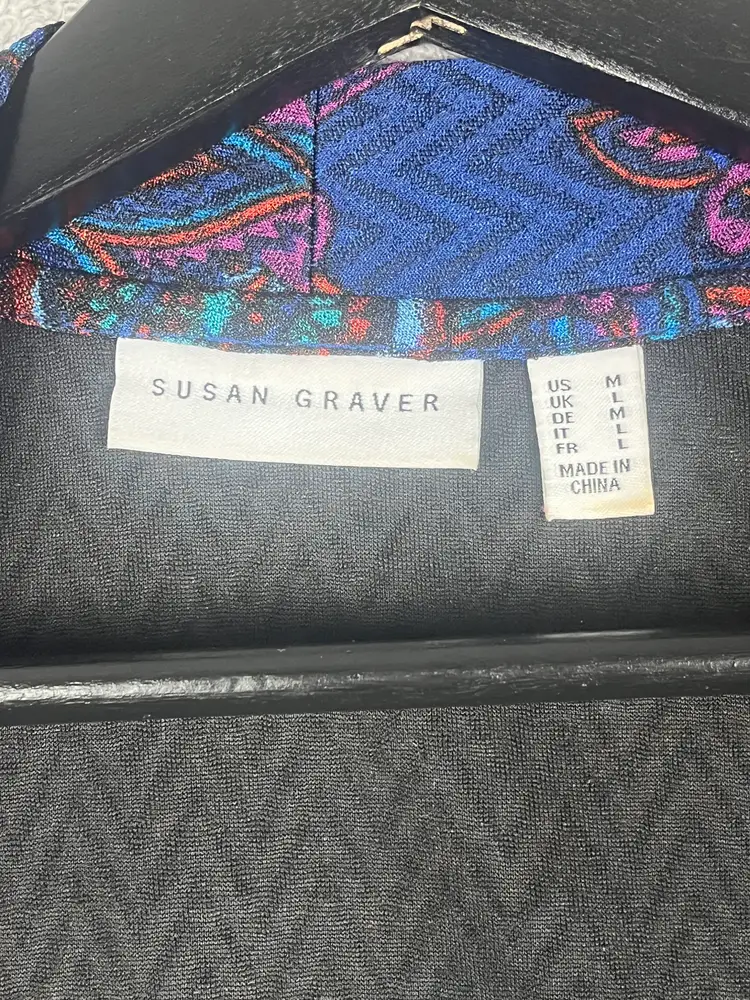 SUSAN GRAVER
US M
UK L
DE M
IT L
FR L
MADE IN
CHINA